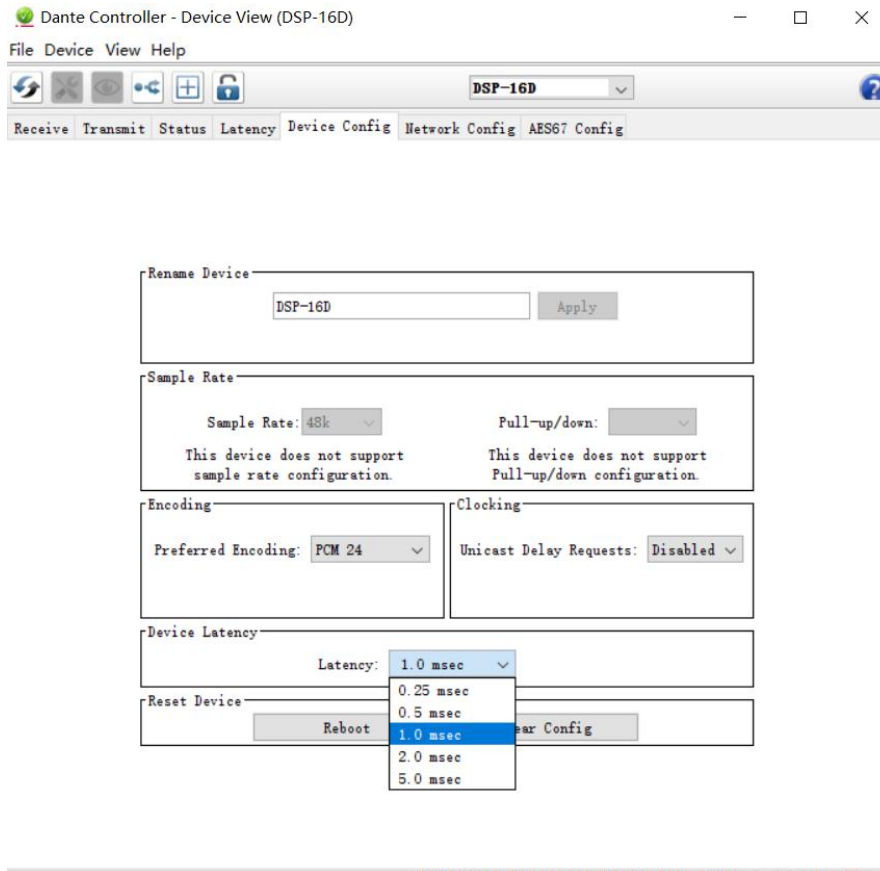 Dante Controller - Device View (DSP-16D)
File Device View Help
DSP-16D
?
Receive Transmit Status Latency Device Config Network Config AES67 Config
Rename Device
DSP-16D Apply
Sample Rate
Sample Rate: 48k Pull-up/down:
This device does not support This device does not support
sample rate configuration. Pull-up/down configuration.
Encoding Clocking
Preferred Encoding: PCM 24 Unicast Delay Requests: Disabled
Device Latency
Latency: 1.0 msec
0.25 msec
Reset Device
0.5 msec
Reboot 1.0 msec ear Config
2.0 msec
5.0 msec